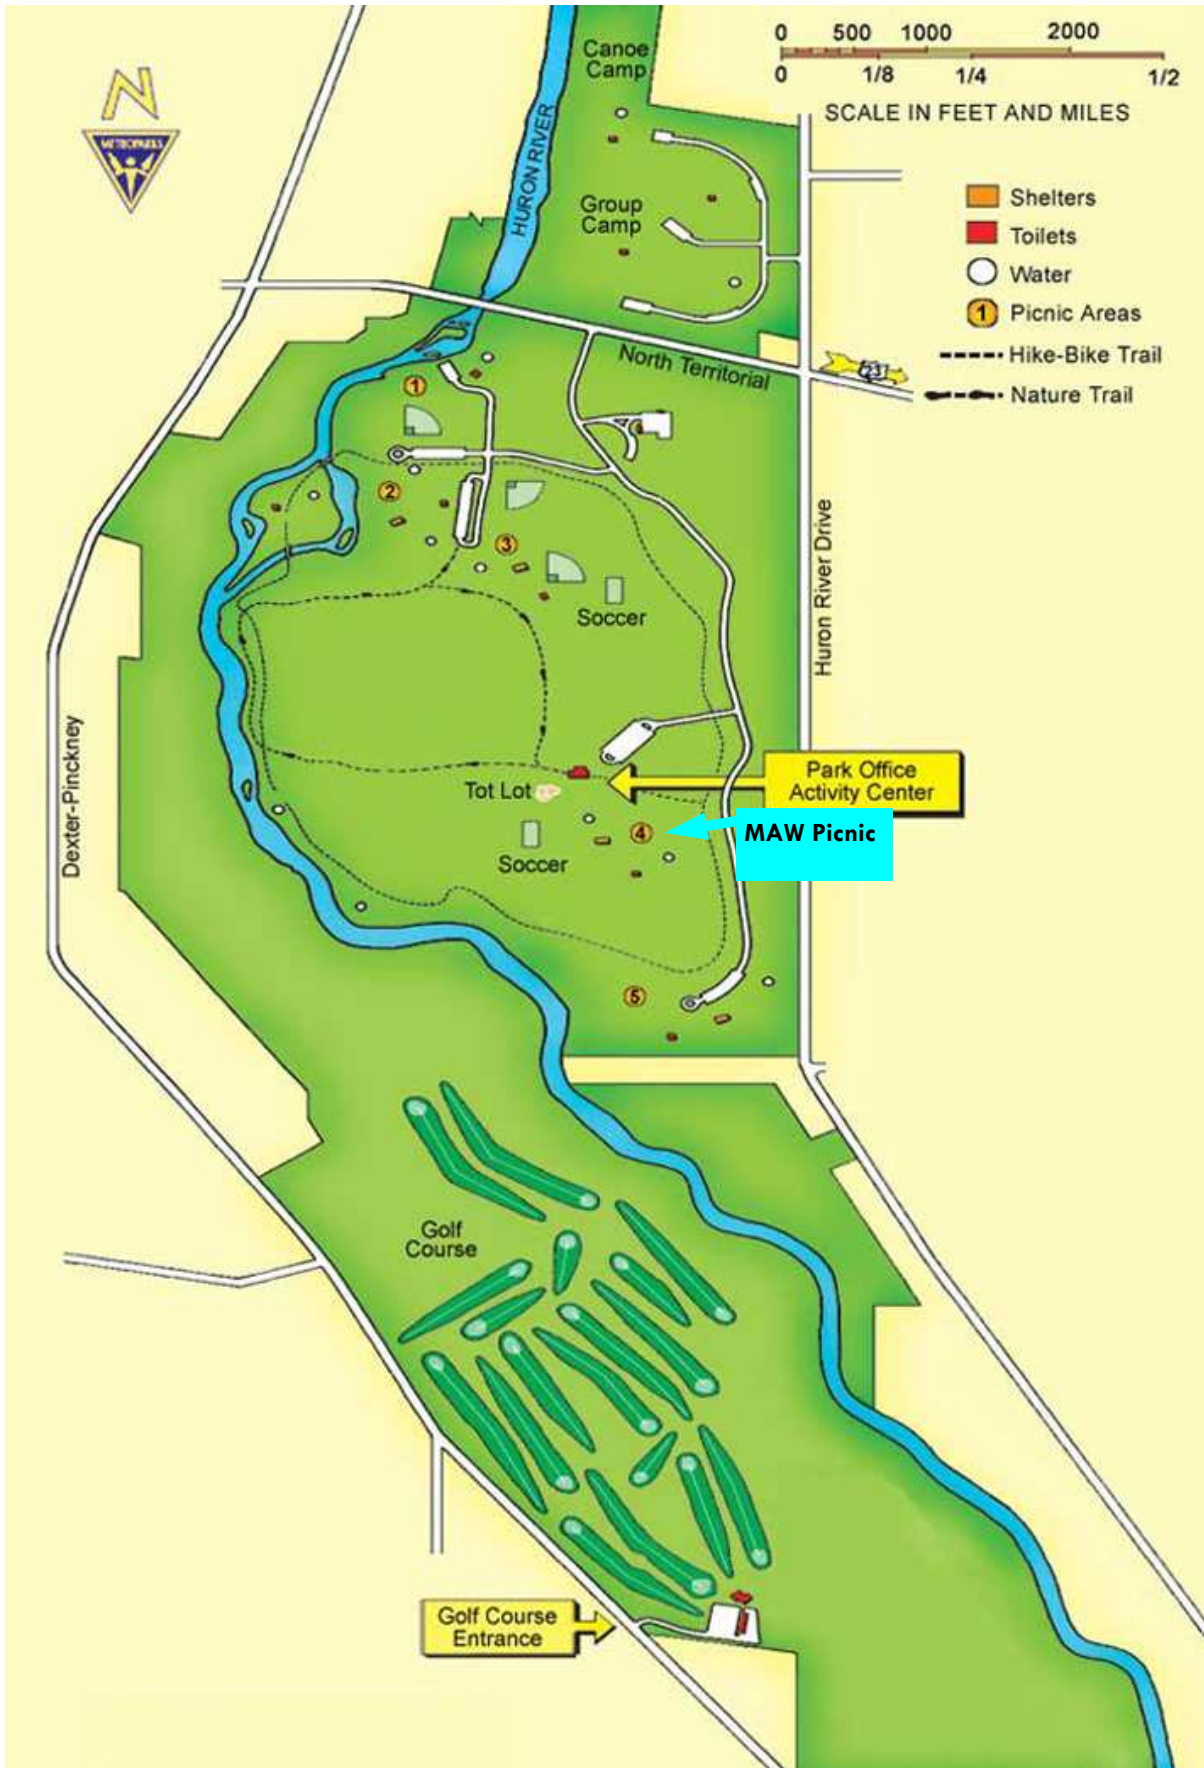 0 500 1000 2000
0 1/8 1/4 1/2
SCALE IN FEET AND MILES
N
METROPARKS
Canoe
Camp
HURON RIVER
Group
Camp
Shelters
Toilets
Water
1 Picnic Areas
Hike-Bike Trail
Nature Trail
North Territorial
23
1
2
3
Soccer
Huron River Drive
Dexter-Pinckney
Park Office
Activity Center
Tot Lot
4
MAW Picnic
Soccer
5
Golf
Course
Golf Course
Entrance